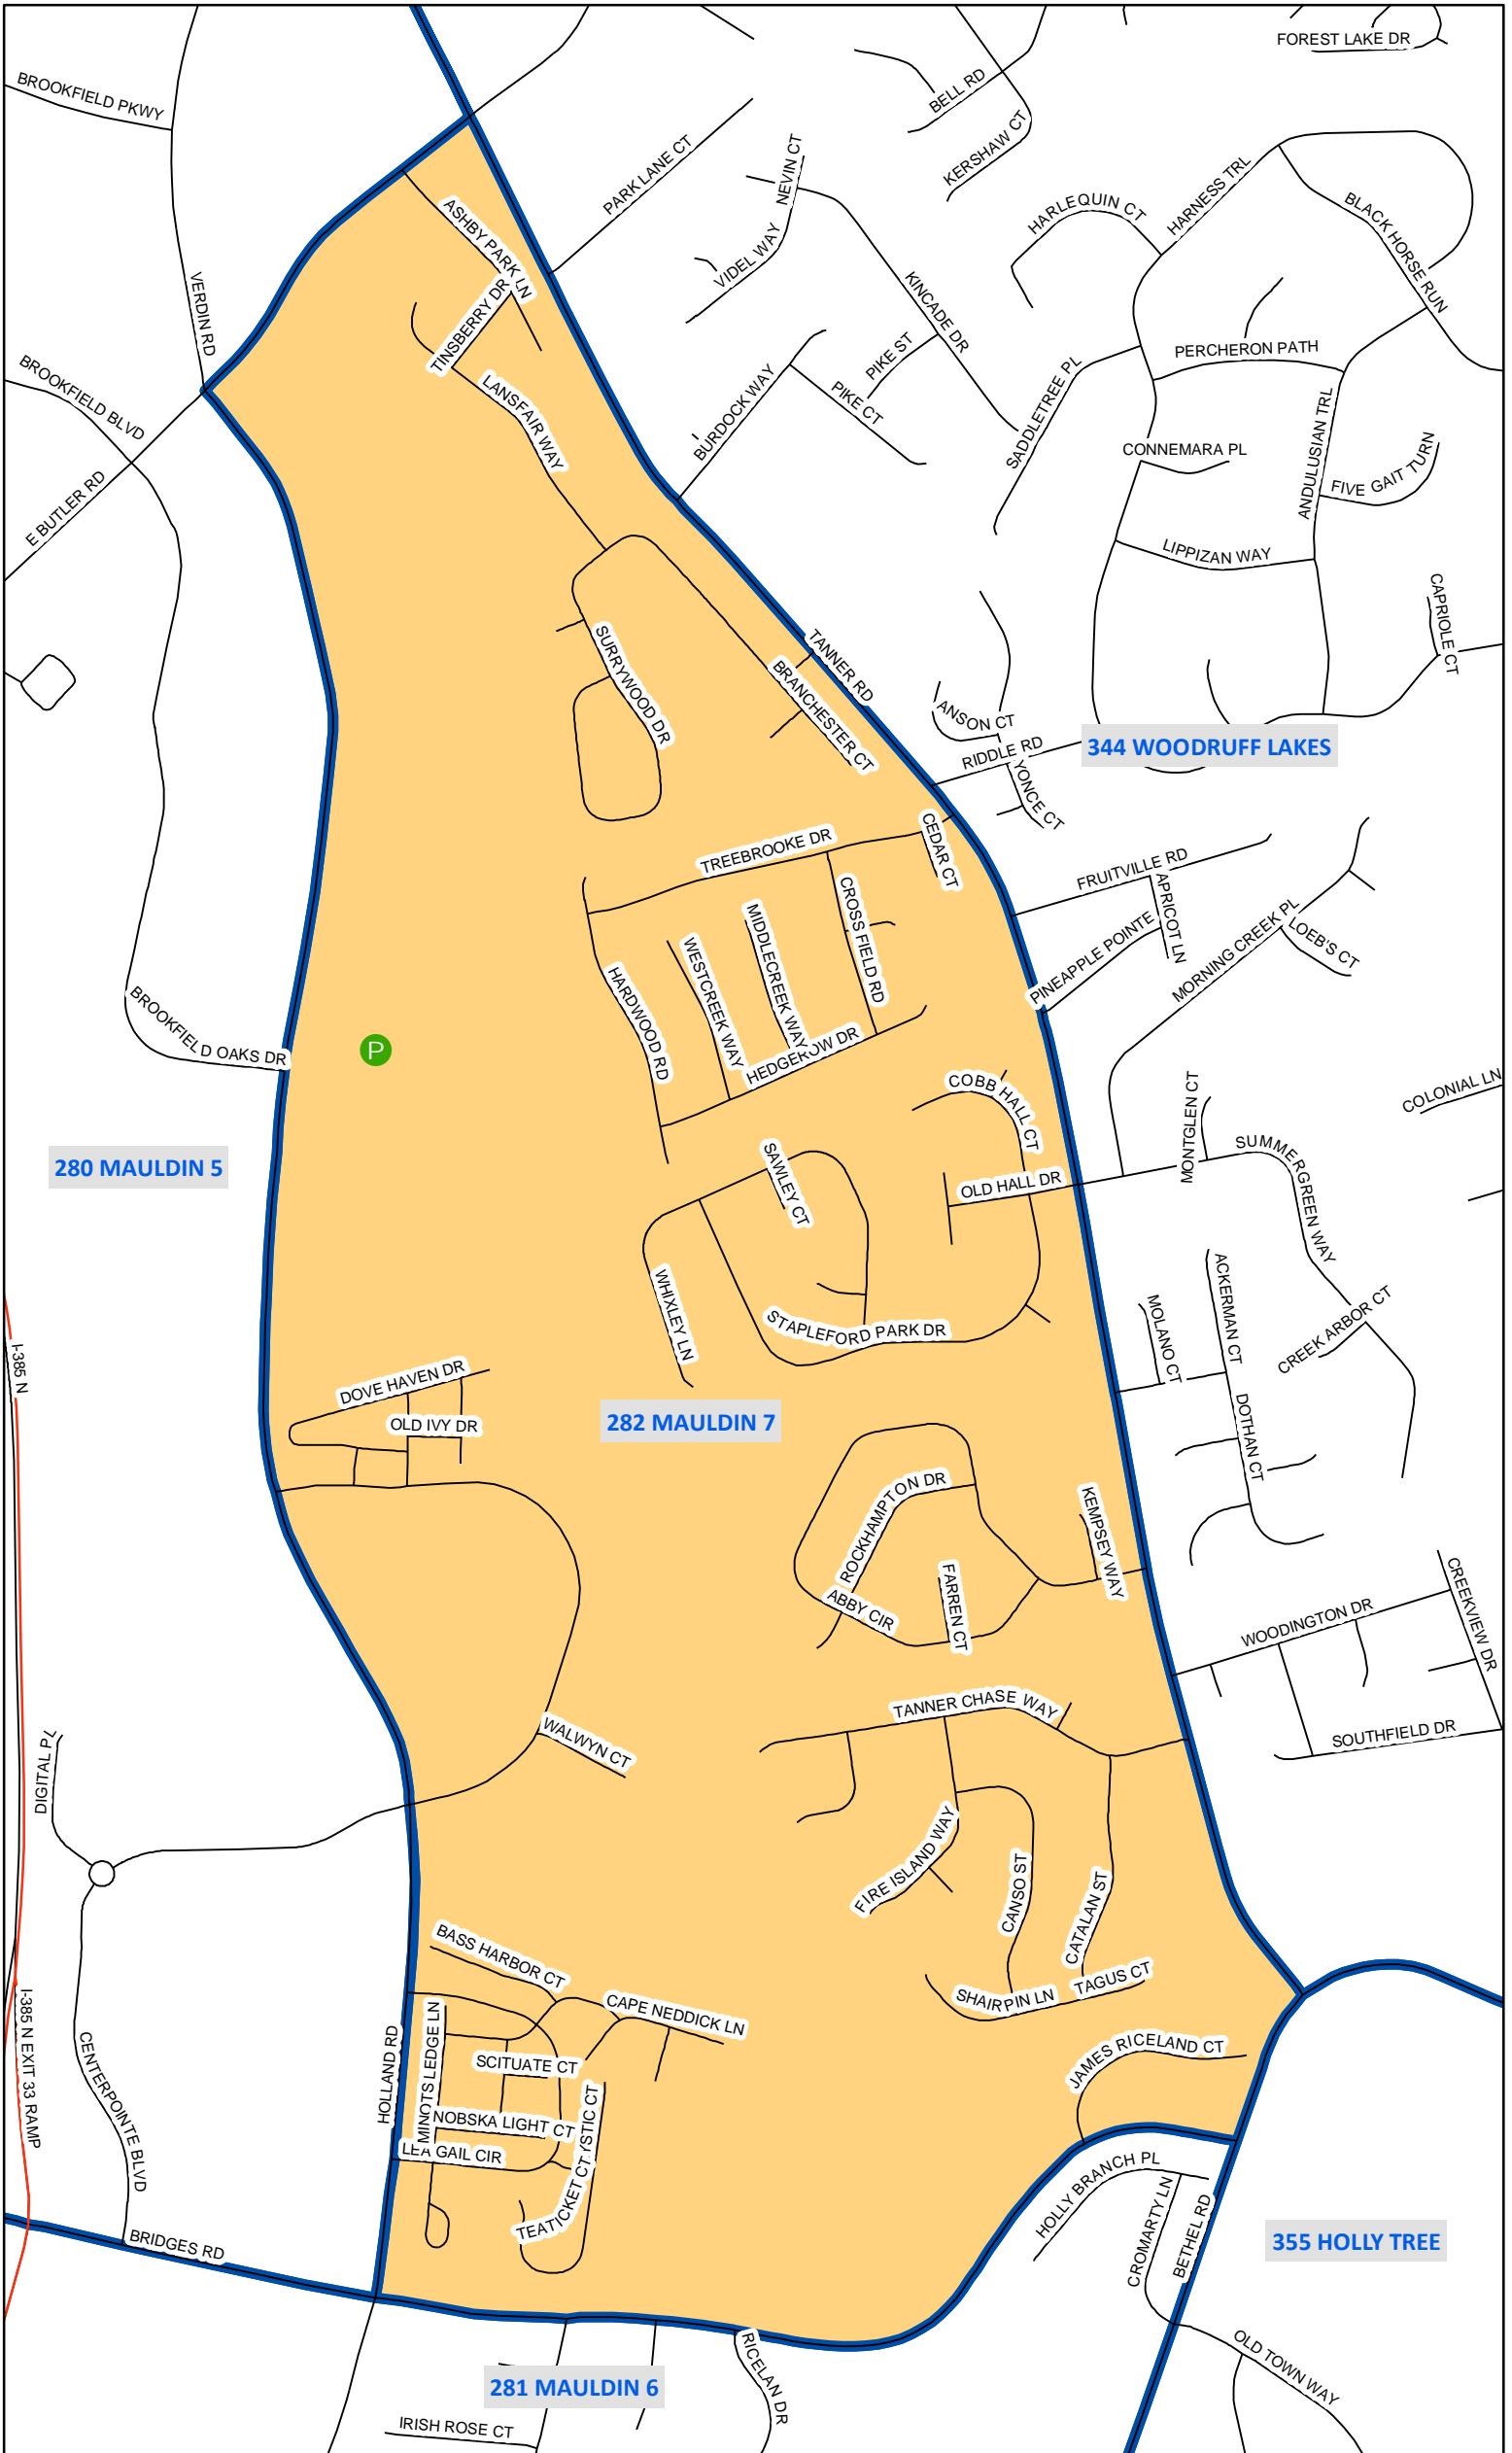 FOREST LAKE DR
BROOKFIELD PKWY
BELL RD
KERSHAW CT
PARK LANE CT
NEVIN CT
VIDEL WAY
HARLEQUIN CT
HARNESS TRL
BLACK HORSE RUN
ASHBY PARK LN
TINSBERRY DR
VERDIN RD
KINCADE DR
PIKE ST
PIKE CT
PERCHERON PATH
SADDLETREE PL
BROOKFIELD BLVD
LANSFAIR WAY
BURDOCK WAY
CONNEMARA PL
ANDULUSIAN TRL
FIVE GAIT TURN
E BUTLER RD
LIPPIZAN WAY
CAPRIOLE CT
SURRYWOOD DR
TANNER RD
BRANCHESTER CT
ANSON CT
RIDDLE RD
344 WOODRUFF LAKES
YONCE CT
TREEBROOKE DR
CEDAR CT
FRUITVILLE RD
APRICOT LN
CROSS FIELD RD
MIDDLECREEK WAY
WESTCREEK WAY
HARDWOOD RD
PINEAPPLE POINTE
MORNING CREEK PL
LOEB'S CT
BROOKFIELD OAKS DR
P
HEDGEROW DR
COBB HALL CT
MONTGLEN CT
COLONIAL LN
SUMMERGREEN WAY
280 MAULDIN 5
SAWLEY CT
OLD HALL DR
WHIXLEY LN
STAPLEFORD PARK DR
ACKERMAN CT
MOLANO CT
CREEK ARBOR CT
I-385 N
DOVE HAVEN DR
OLD IVY DR
282 MAULDIN 7
DOTHAN CT
ROCKHAMPTON DR
KEMPSEY WAY
FARREN CT
ABBY CIR
CREEKVIEW DR
WOODINGTON DR
TANNER CHASE WAY
SOUTHFIELD DR
WALWYN CT
DIGITAL PL
FIRE ISLAND WAY
CANSO ST
CATALAN ST
BASS HARBOR CT
TAGUS CT
SHAIRPIN LN
CAPE NEDDICK LN
I-385 N EXIT 33 RAMP
CENTERPOINTE BLVD
HOLLAND RD
MINOTS LEDGE LN
SCITUATE CT
JAMES RICELAND CT
NOBSKA LIGHT CT
YSTIC CT
LEA GAIL CIR
TEATICKET CT
HOLLY BRANCH PL
CROMARTY LN
BETHEL RD
BRIDGES RD
355 HOLLY TREE
RICELAN DR
OLD TOWN WAY
281 MAULDIN 6
IRISH ROSE CT